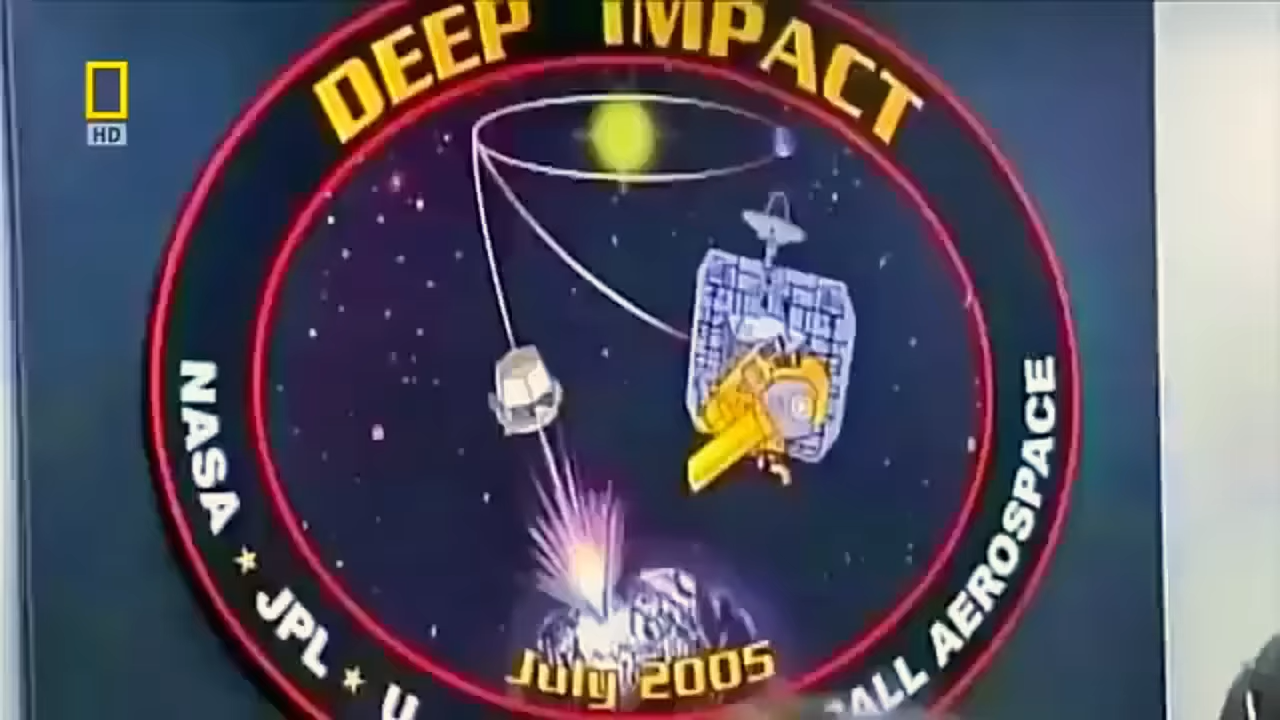 DEEP IMPACT
HD
NASA ★ JPL ★ U
ALL AEROSPACE
July 2005